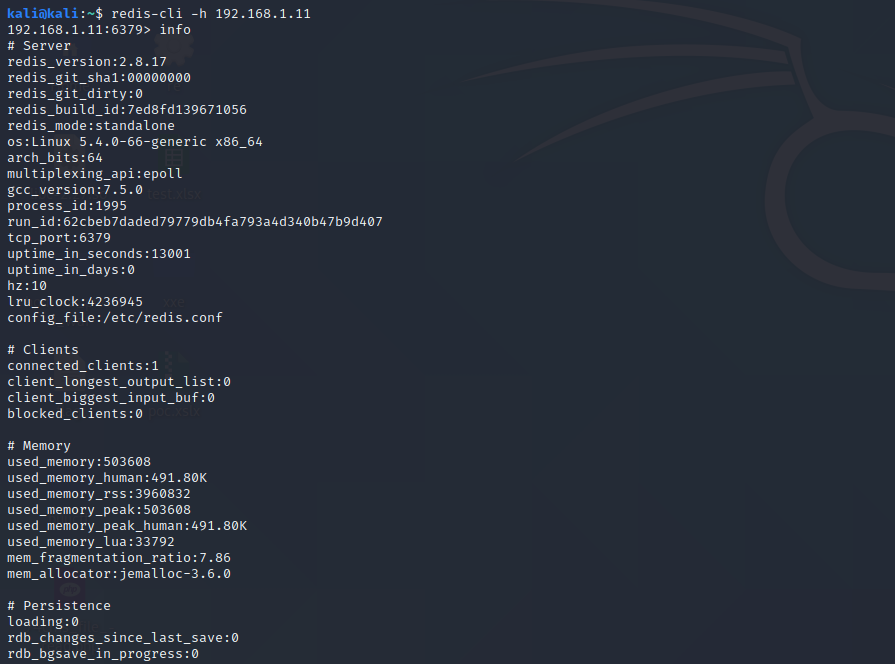 kali@kali:~$ redis-cli -h 192.168.1.11
192.168.1.11:6379> info
# Server
redis_version:2.8.17
redis_git_sha1:00000000
redis_git_dirty:0
redis_build_id:7ed8fd139671056
redis_mode:standalone
os:Linux 5.4.0-66-generic x86_64
arch_bits:64
multiplexing_api:epoll
gcc_version:7.5.0
process_id:1995
run_id:62cbeb7daded79779db4fa793a4d340b47b9d407
tcp_port:6379
uptime_in_seconds:13001
uptime_in_days:0
hz:10
lru_clock:4236945
config_file:/etc/redis.conf
# Clients
connected_clients:1
client_longest_output_list:0
client_biggest_input_buf:0
blocked_clients:0
# Memory
used_memory:503608
used_memory_human:491.80K
used_memory_rss:3960832
used_memory_peak:503608
used_memory_peak_human:491.80K
used_memory_lua:33792
mem_fragmentation_ratio:7.86
mem_allocator:jemalloc-3.6.0
# Persistence
loading:0
rdb_changes_since_last_save:0
rdb_bgsave_in_progress:0